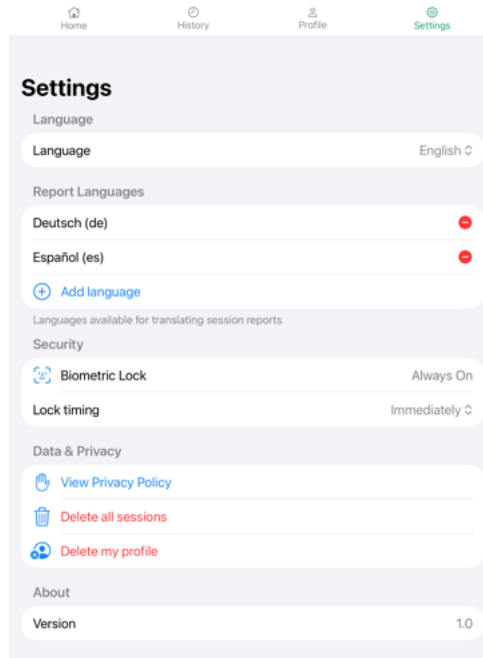 Home History Profile Settings
Settings
Language
Language English
Report Languages
Deutsch (de)
Español (es)
Add language
Languages available for translating session reports
Security
Biometric Lock Always On
Lock timing Immediately
Data & Privacy
View Privacy Policy
Delete all sessions
Delete my profile
About
Version 1.0